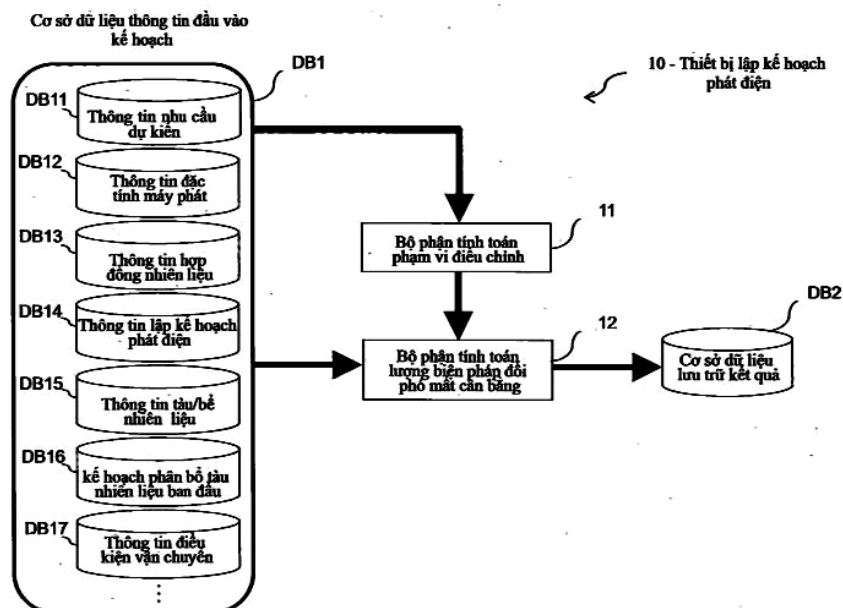 Cơ sở dữ liệu thông tin đầu vào
kế hoạch
DB1
10 - Thiết bị lập kế hoạch
phát điện
DB11
Thông tin nhu cầu
dự kiến
DB12
Thông tin đặc
tính máy phát
11
Bộ phận tính toán
phạm vi điều chỉnh
DB13
Thông tin hợp
đồng nhiên liệu
DB14
Thông tin lập kế hoạch
phát điện
12
Bộ phận tính toán
lượng biện pháp đối
phó mất cân bằng
DB2
Cơ sở dữ liệu
lưu trữ kết quả
DB15
Thông tin tàu/bể
nhiên liệu
DB16
kế hoạch phân bổ tàu
nhiên liệu ban đầu
DB17
Thông tin điều
kiện vận chuyển